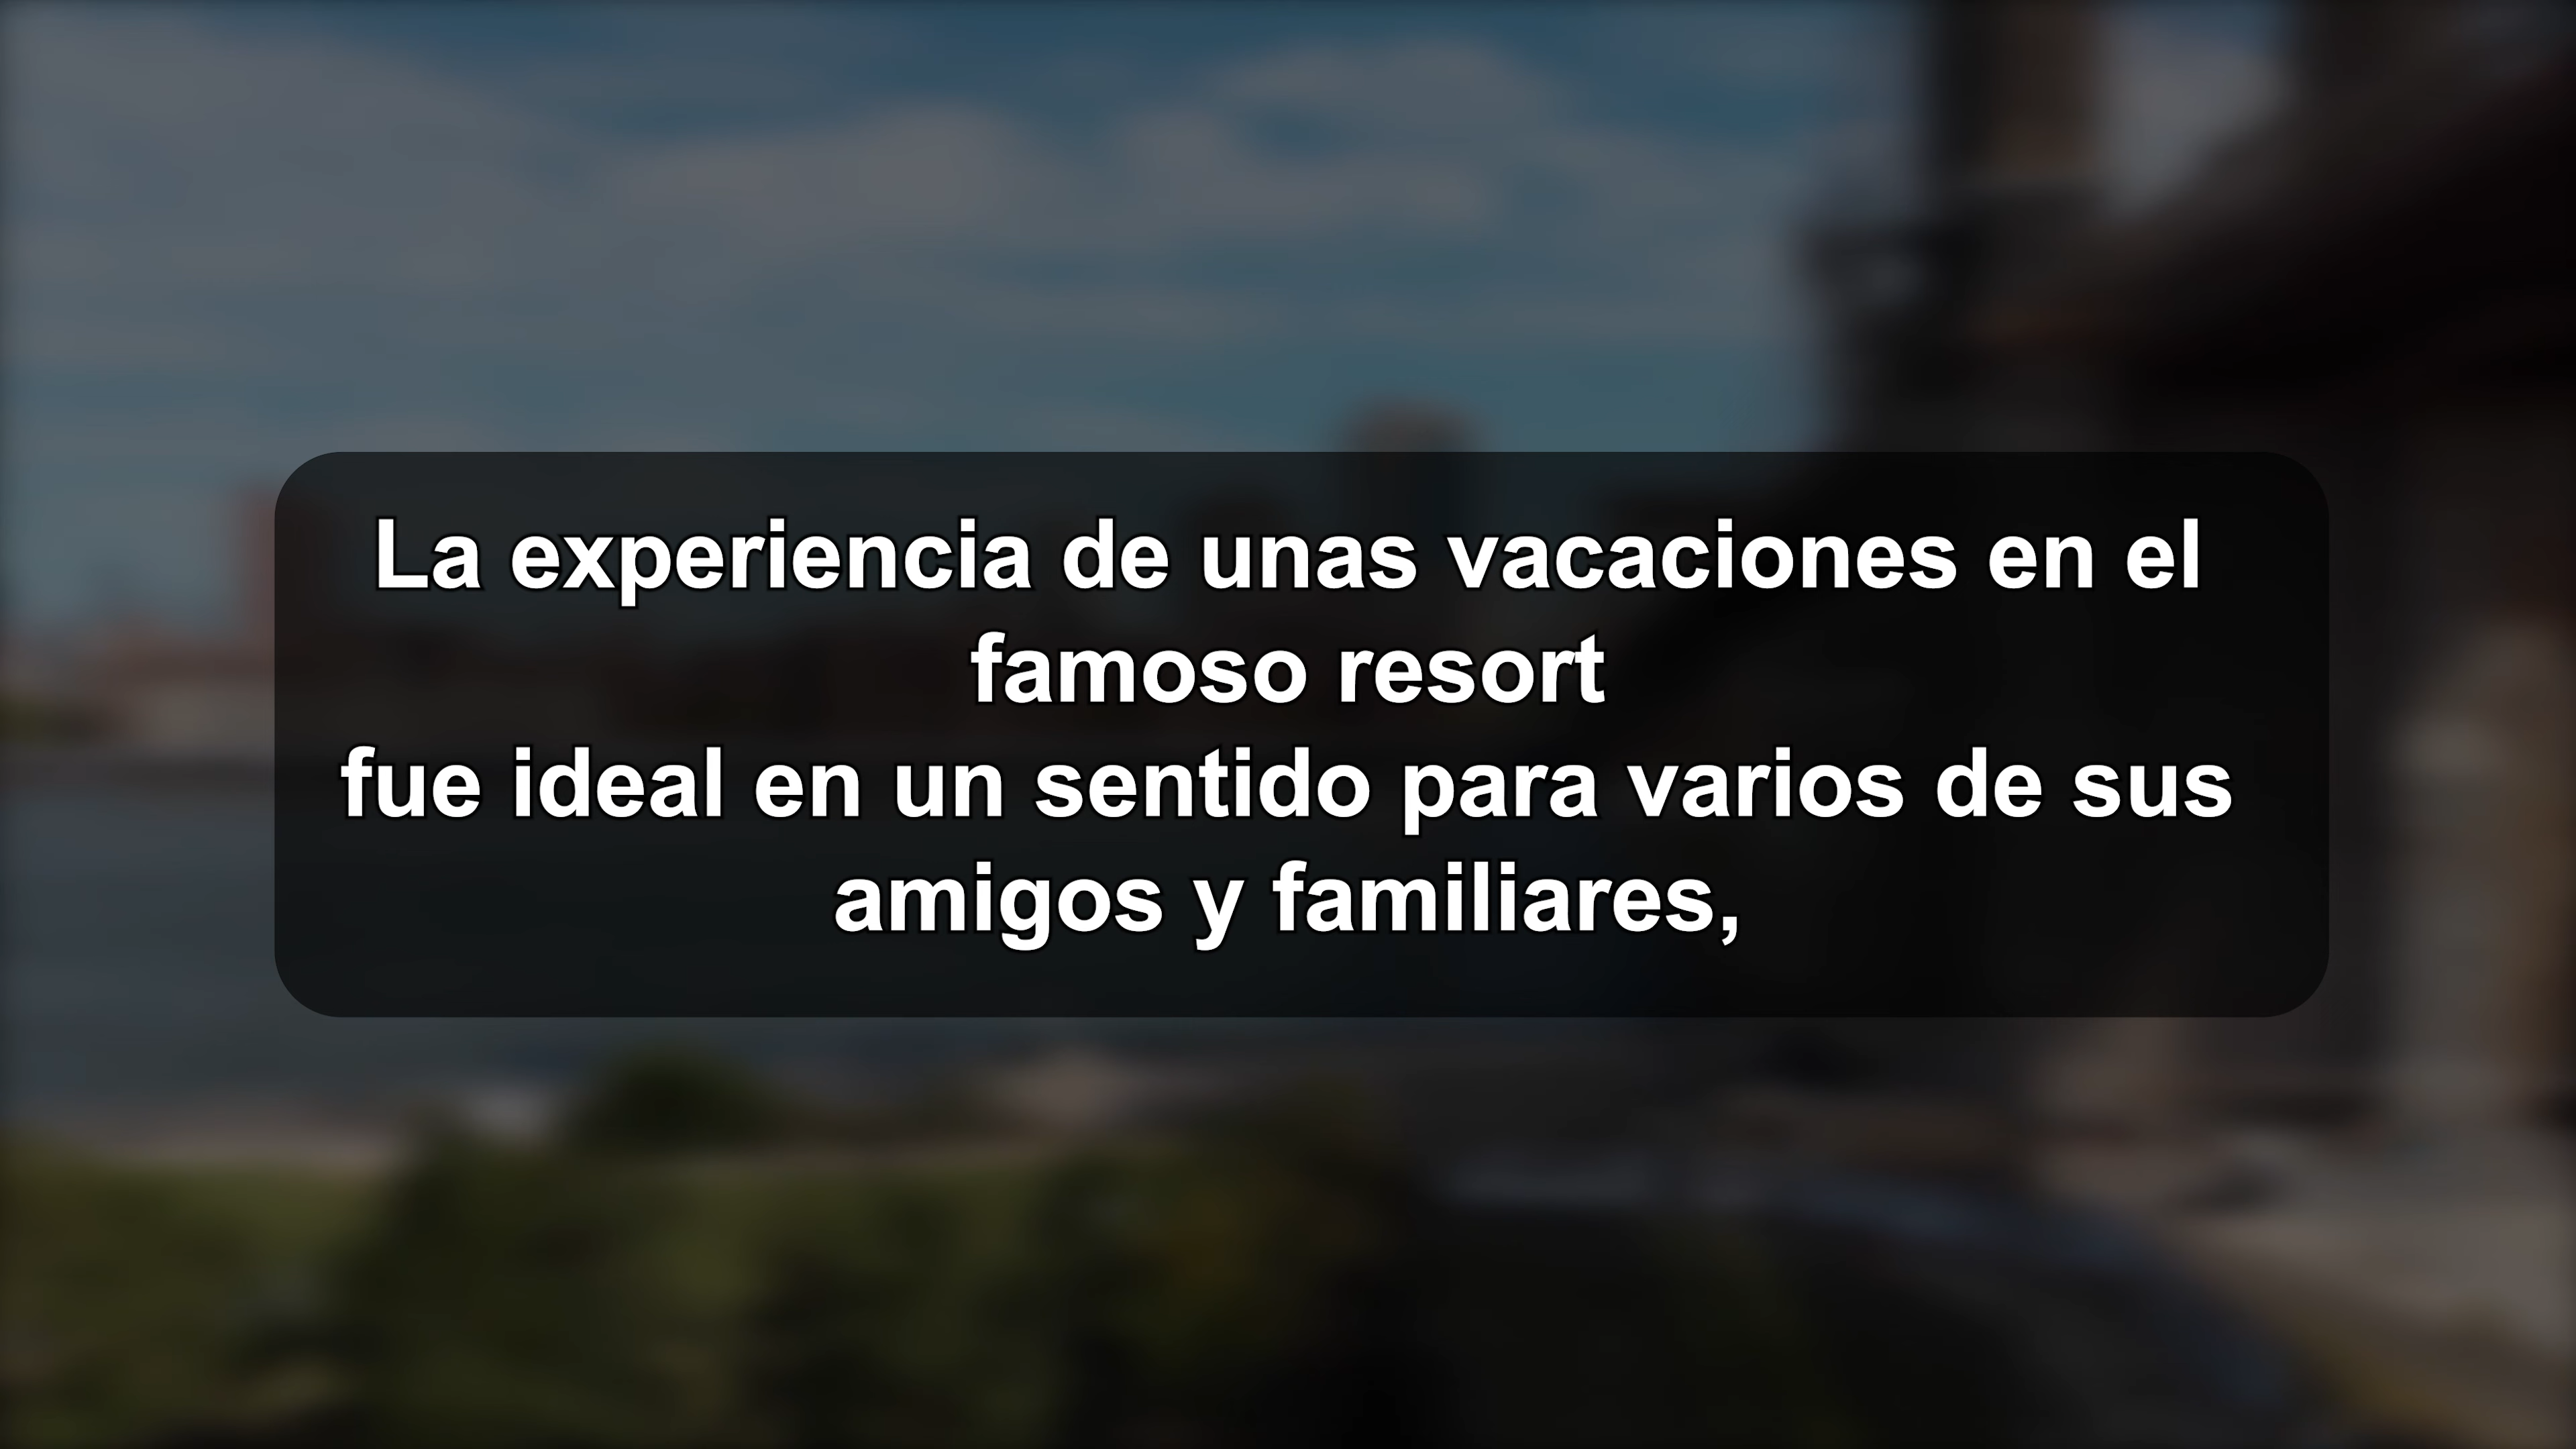 La experiencia de unas vacaciones en el
famoso resort
fue ideal en un sentido para varios de sus
amigos y familiares,